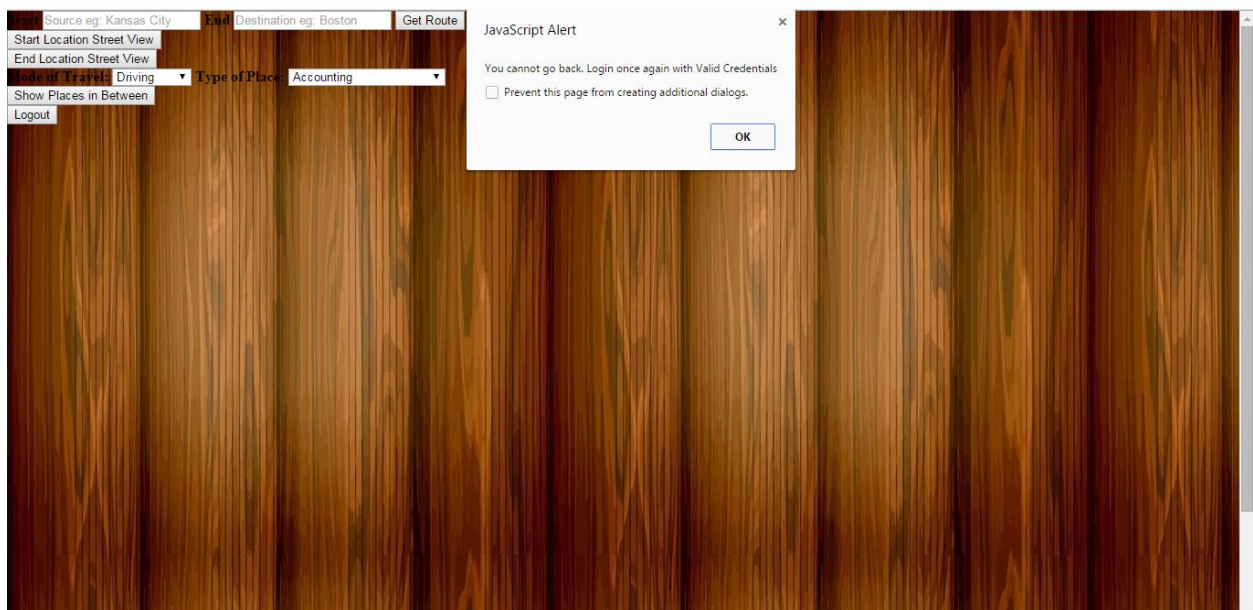 Start Source eg: Kansas City End Destination eg: Boston Get Route
Start Location Street View
End Location Street View
Mode of Travel: Driving Type of Place: Accounting
Show Places in Between
Logout
JavaScript Alert
You cannot go back. Login once again with Valid Credentials
Prevent this page from creating additional dialogs.
OK